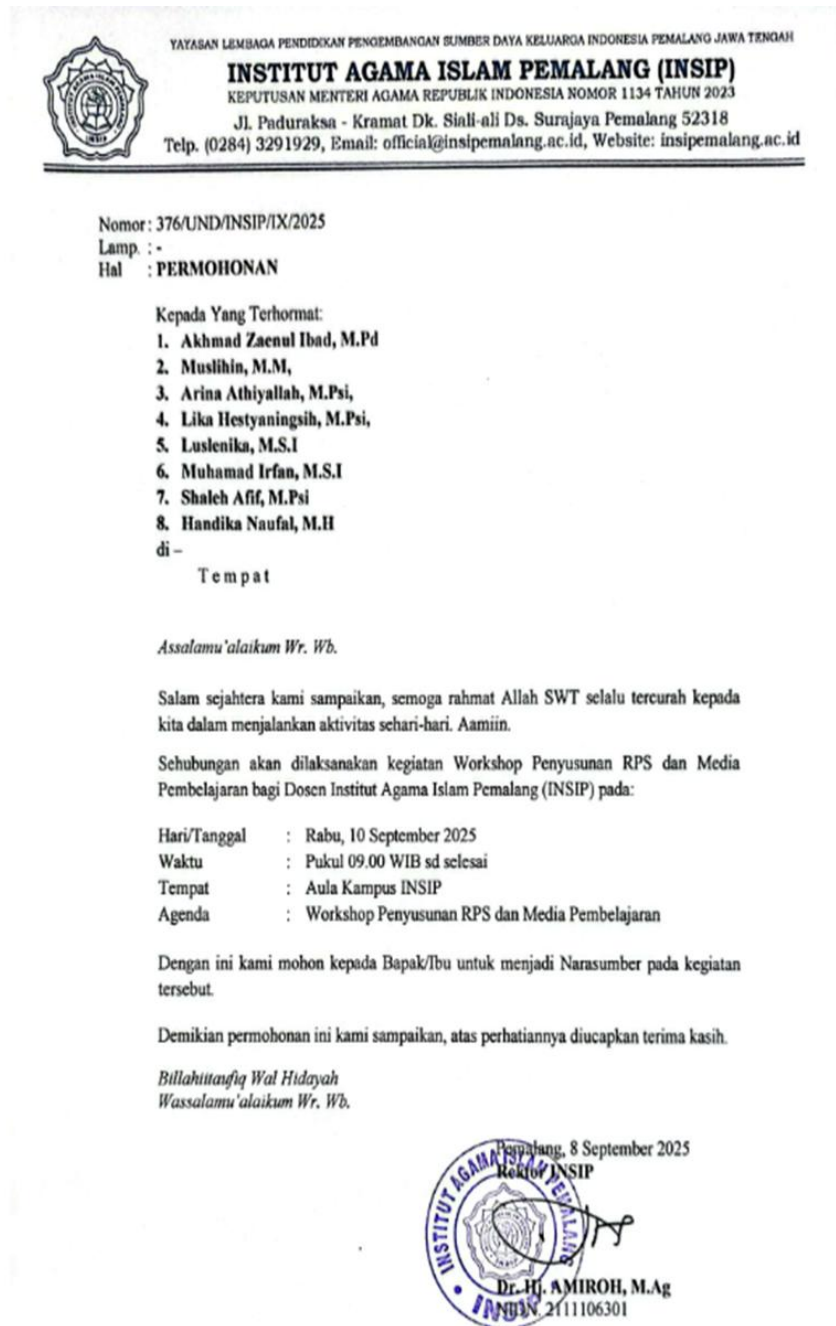 YAYASAN LEMBAGA PENDIDIKAN PENGEMBANGAN SUMBER DAYA KELUARGA INDONESIA PEMALANG JAWA TENGAH
INSTITUT AGAMA ISLAM PEMALANG (INSIP)
KEPUTUSAN MENTERI AGAMA REPUBLIK INDONESIA NOMOR 1134 TAHUN 2023
Jl. Paduraksa - Kramat Dk. Siali-ali Ds. Surajaya Pemalang 52318
Telp. (0284) 3291929, Email: official@insipemalang.ac.id, Website: insipemalang.ac.id
Nomor : 376/UND/INSIP/IX/2025
Lamp. : -
Hal : PERMOHONAN
Kepada Yang Terhormat:
1. Akhmad Zaenul Ibad, M.Pd
2. Muslihin, M.M,
3. Arina Athiyallah, M.Psi,
4. Lika Hestyaningsih, M.Psi,
5. Luslenika, M.S.I
6. Muhamad Irfan, M.S.I
7. Shaleh Afif, M.Psi
8. Handika Naufal, M.H
di –
T e m p a t
Assalamu'alaikum Wr. Wb.
Salam sejahtera kami sampaikan, semoga rahmat Allah SWT selalu tercurah kepada
kita dalam menjalankan aktivitas sehari-hari. Aamiin.
Sehubungan akan dilaksanakan kegiatan Workshop Penyusunan RPS dan Media
Pembelajaran bagi Dosen Institut Agama Islam Pemalang (INSIP) pada:
Hari/Tanggal : Rabu, 10 September 2025
Waktu : Pukul 09.00 WIB sd selesai
Tempat : Aula Kampus INSIP
Agenda : Workshop Penyusunan RPS dan Media Pembelajaran
Dengan ini kami mohon kepada Bapak/Ibu untuk menjadi Narasumber pada kegiatan
tersebut.
Demikian permohonan ini kami sampaikan, atas perhatiannya diucapkan terima kasih.
Billahittaufiq Wal Hidayah
Wassalamu'alaikum Wr. Wb.
Pemalang, 8 September 2025
Rektor INSIP
INSTITUT AGAMA ISLAM PEMALANG
INSIP
Dr. Hj. AMIROH, M.Ag
NIDN. 2111106301